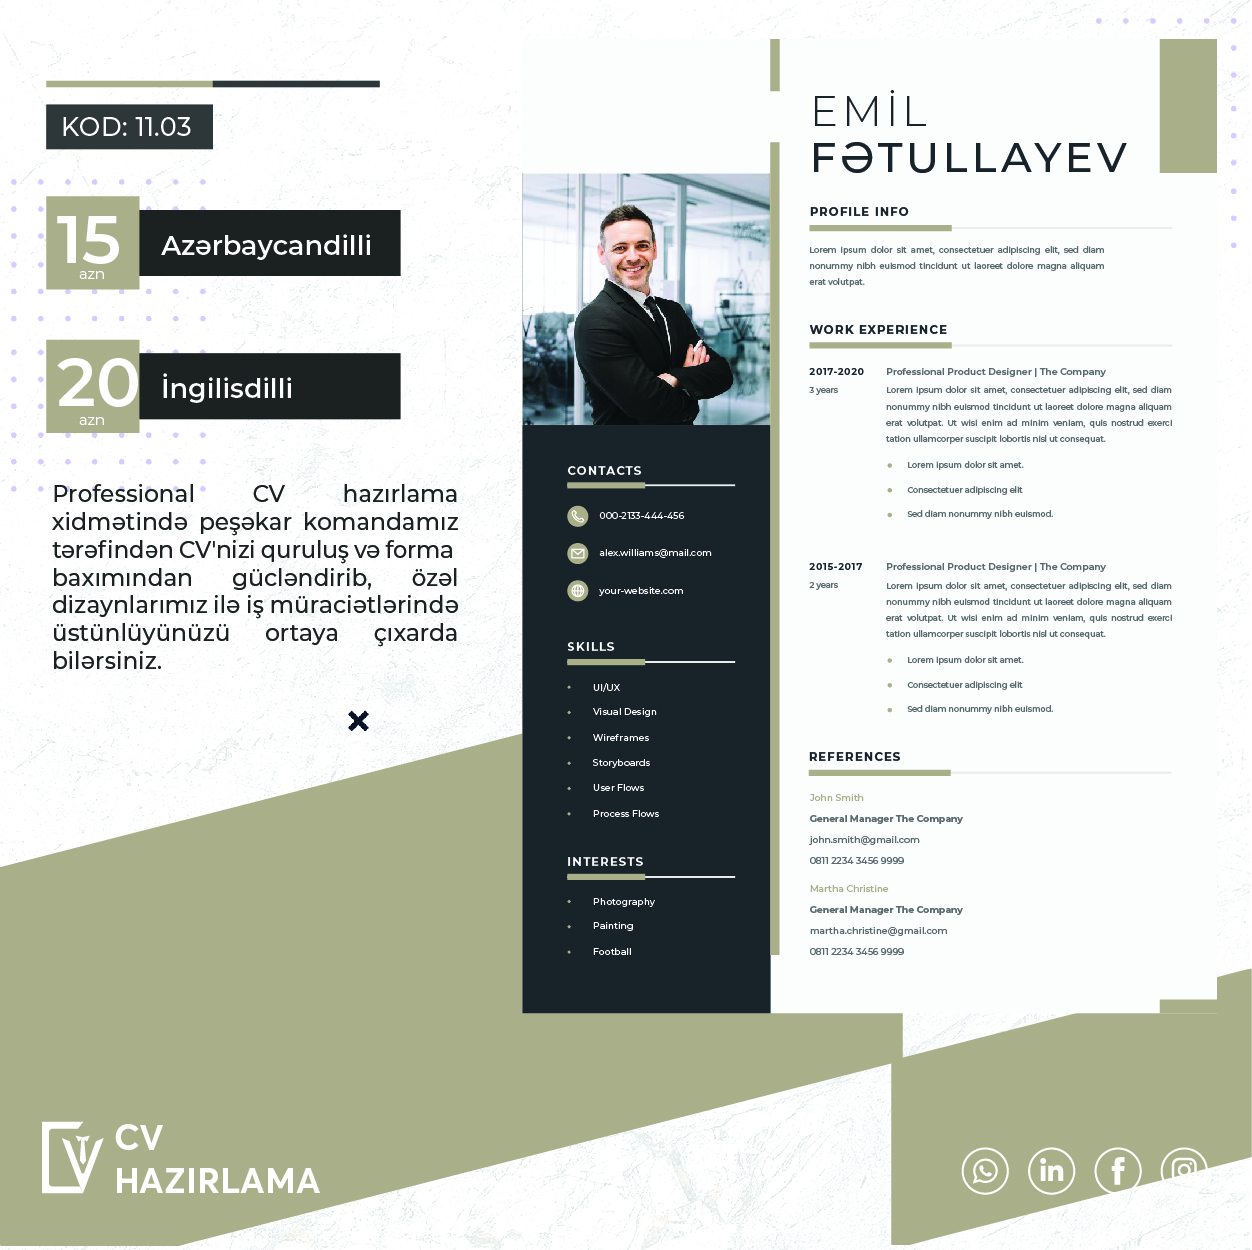 KOD: 11.03
15
azn
Azərbaycandilli
20
azn
İngilisdilli
Professional CV hazırlama
xidmətində peşəkar komandamız
tərəfindən CV'nizi quruluş və forma
baxımından gücləndirib, özəl
dizaynlarımız ilə iş müraciətlərində
üstünlüyünüzü ortaya çıxarda
bilərsiniz.
CV
HAZIRLAMA
CONTACTS
000-2133-444-456
alex.williams@mail.com
your-website.com
SKILLS
UI/UX
Visual Design
Wireframes
Storyboards
User Flows
Process Flows
INTERESTS
Photography
Painting
Football
EMİL
FƏTULLAYEV
PROFILE INFO
Lorem ipsum dolor sit amet, consectetuer adipiscing elit, sed diam
nonummy nibh euismod tincidunt ut laoreet dolore magna aliquam
erat volutpat.
WORK EXPERIENCE
2017-2020 Professional Product Designer | The Company
3 years Lorem ipsum dolor sit amet, consectetuer adipiscing elit, sed diam
nonummy nibh euismod tincidunt ut laoreet dolore magna aliquam
erat volutpat. Ut wisi enim ad minim veniam, quis nostrud exerci
tation ullamcorper suscipit lobortis nisl ut consequat.
Lorem ipsum dolor sit amet.
Consectetuer adipiscing elit
Sed diam nonummy nibh euismod.
2015-2017 Professional Product Designer | The Company
2 years Lorem ipsum dolor sit amet, consectetuer adipiscing elit, sed diam
nonummy nibh euismod tincidunt ut laoreet dolore magna aliquam
erat volutpat. Ut wisi enim ad minim veniam, quis nostrud exerci
tation ullamcorper suscipit lobortis nisl ut consequat.
Lorem ipsum dolor sit amet.
Consectetuer adipiscing elit
Sed diam nonummy nibh euismod.
REFERENCES
John Smith
General Manager The Company
john.smith@gmail.com
0811 2234 3456 9999
Martha Christine
General Manager The Company
martha.christine@gmail.com
0811 2234 3456 9999